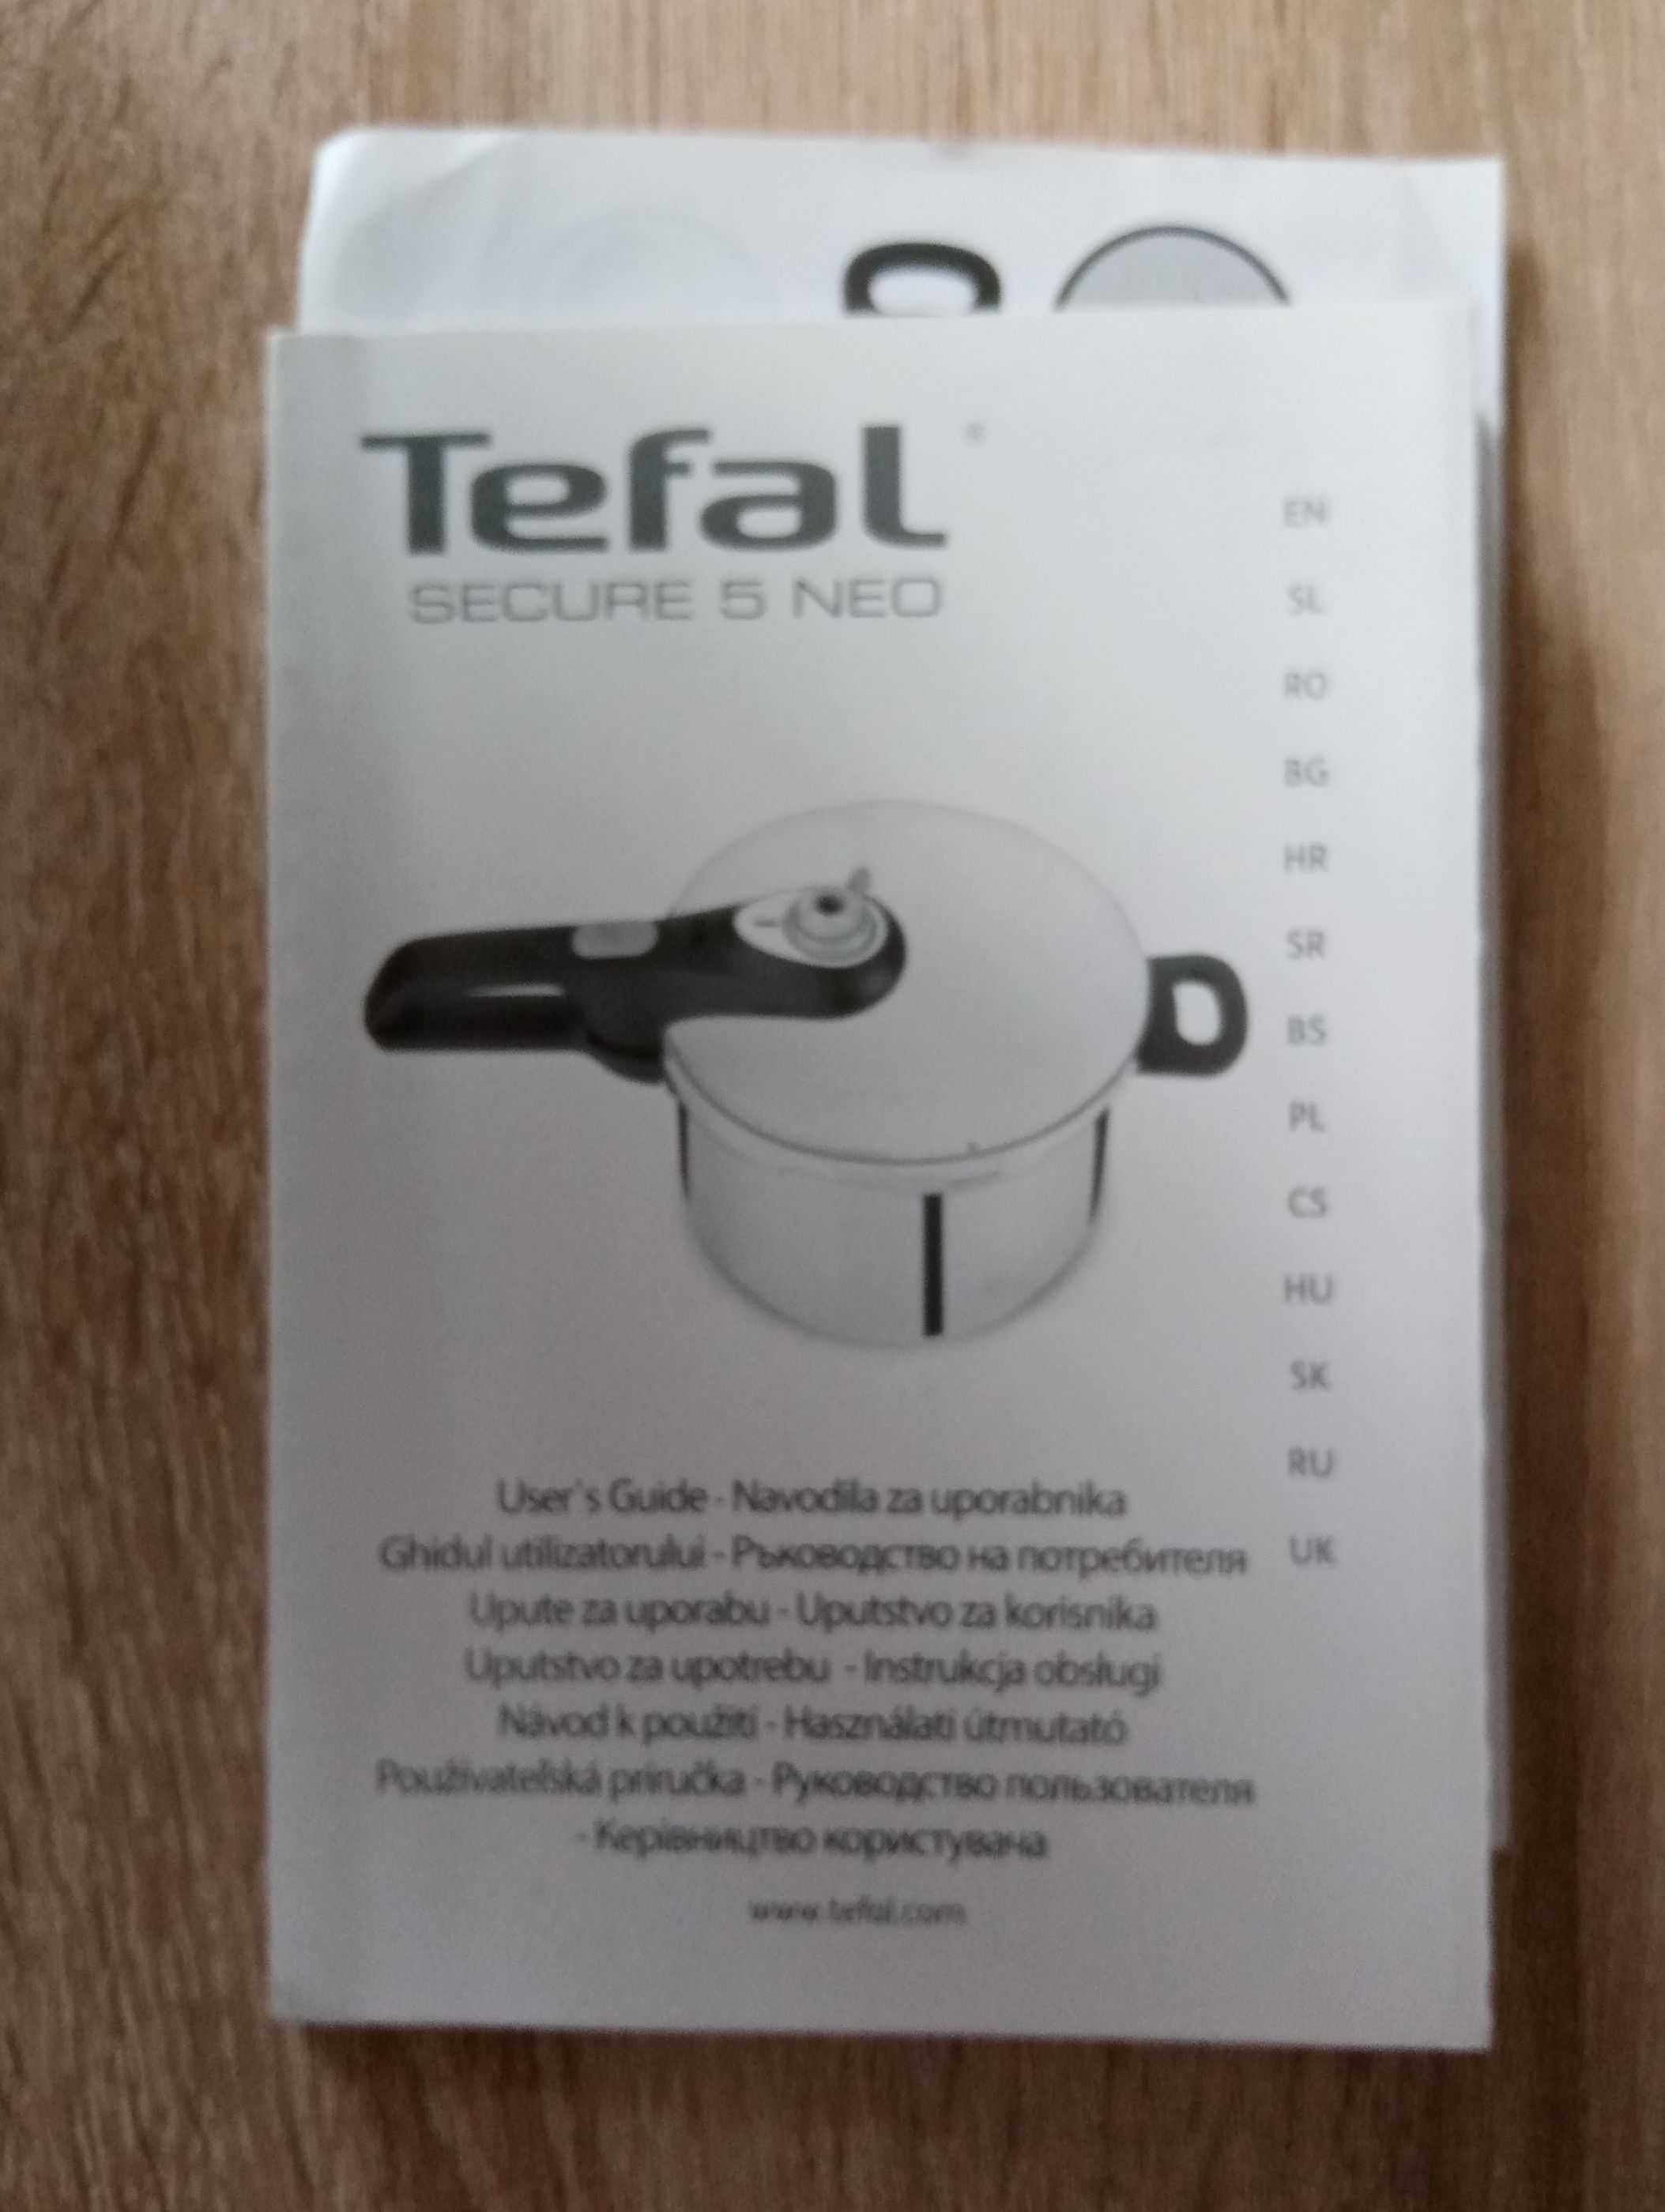 Tefal®
SECURE 5 NEO
EN
SL
RO
BG
HR
SR
BS
PL
CS
HU
SK
RU
UK
User's Guide - Navodila za uporabnika
Ghidul utilizatorului - Ръководство на потребителя
Upute za uporabu - Uputstvo za korisnika
Uputstvo za upotrebu - Instrukcja obsługi
Návod k použití - Használati útmutató
Používateľská príručka - Руководство пользователя
- Керівництво користувача
www.tefal.com